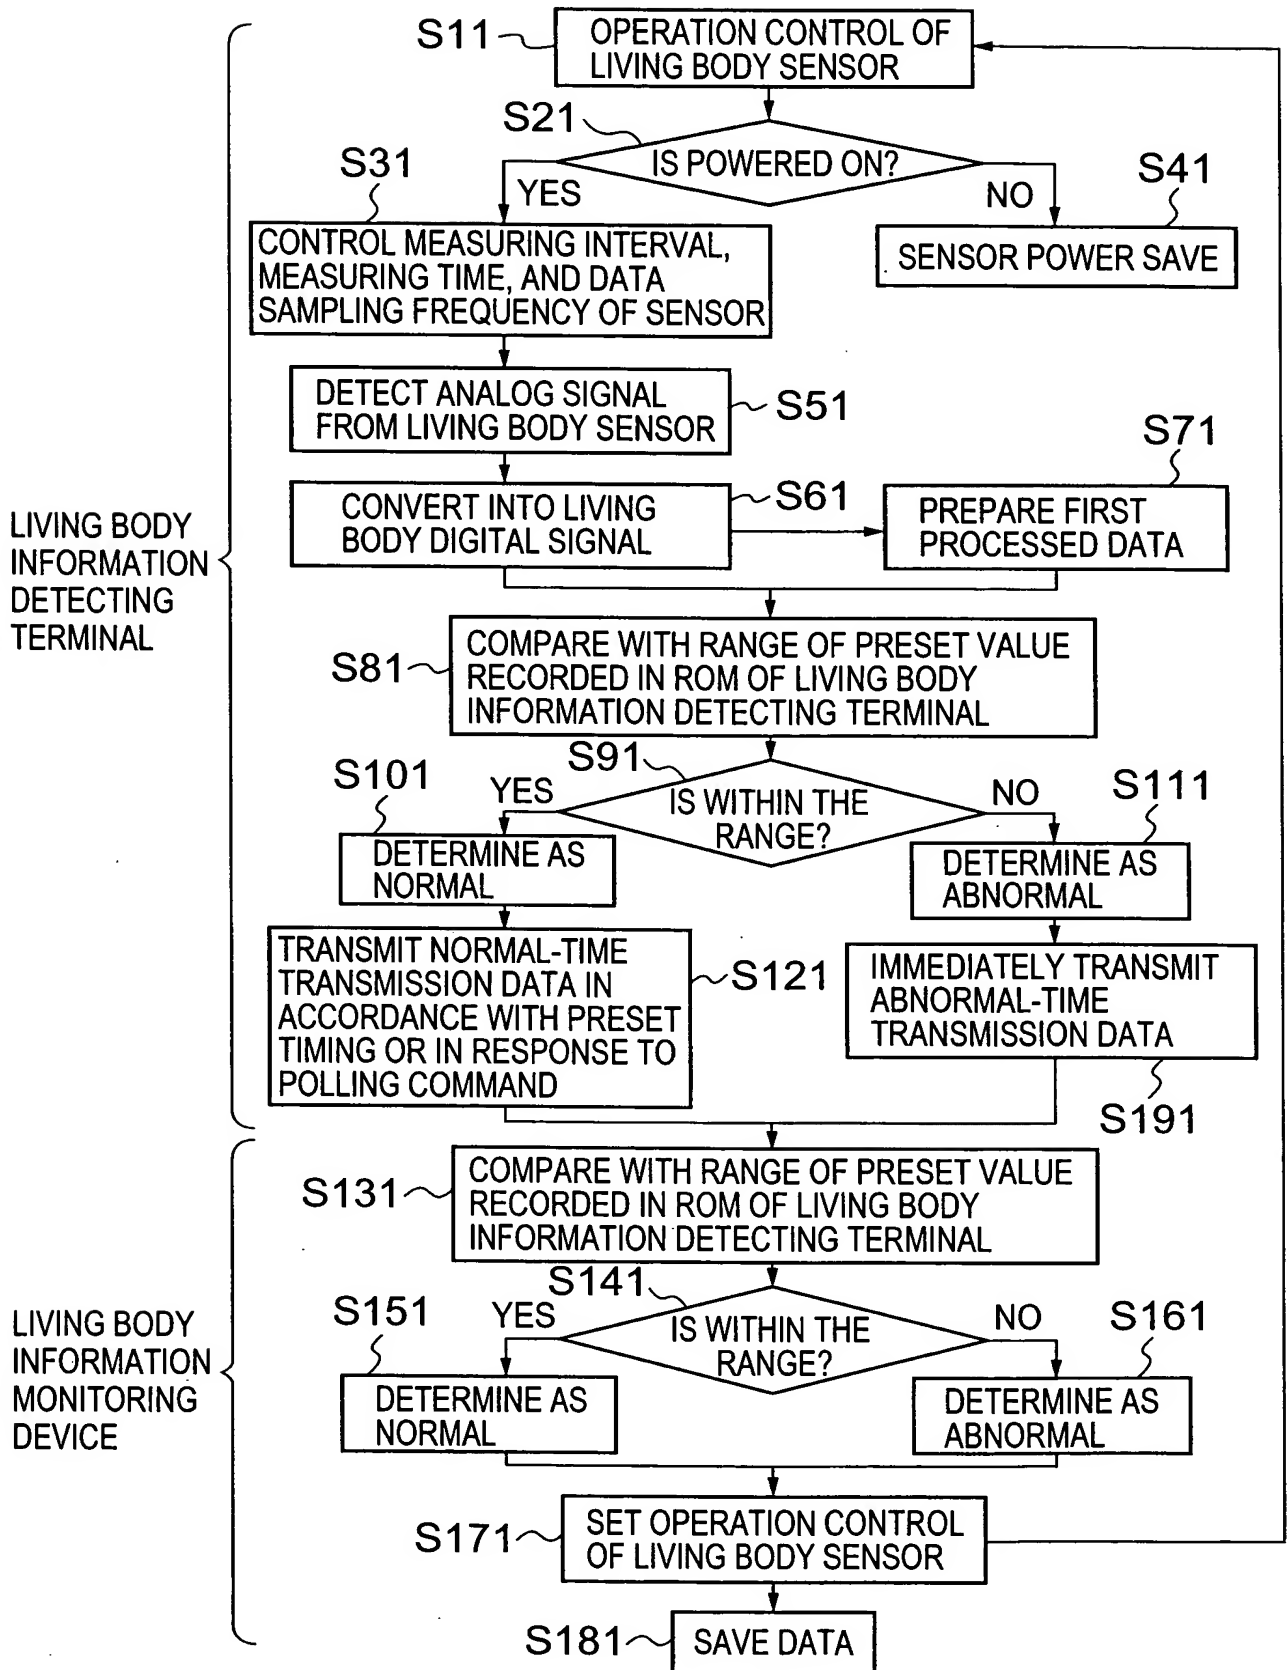 S11
OPERATION CONTROL OF
LIVING BODY SENSOR
S21
IS POWERED ON?
YES
NO
S31
CONTROL MEASURING INTERVAL,
MEASURING TIME, AND DATA
SAMPLING FREQUENCY OF SENSOR
S41
SENSOR POWER SAVE
DETECT ANALOG SIGNAL
FROM LIVING BODY SENSOR
S51
CONVERT INTO LIVING
BODY DIGITAL SIGNAL
S61
S71
PREPARE FIRST
PROCESSED DATA
LIVING BODY
INFORMATION
DETECTING
TERMINAL
S81
COMPARE WITH RANGE OF PRESET VALUE
RECORDED IN ROM OF LIVING BODY
INFORMATION DETECTING TERMINAL
S91
IS WITHIN THE
RANGE?
YES
NO
S101
DETERMINE AS
NORMAL
S111
DETERMINE AS
ABNORMAL
TRANSMIT NORMAL-TIME
TRANSMISSION DATA IN
ACCORDANCE WITH PRESET
TIMING OR IN RESPONSE TO
POLLING COMMAND
S121
IMMEDIATELY TRANSMIT
ABNORMAL-TIME
TRANSMISSION DATA
S191
S131
COMPARE WITH RANGE OF PRESET VALUE
RECORDED IN ROM OF LIVING BODY
INFORMATION DETECTING TERMINAL
S141
IS WITHIN THE
RANGE?
YES
NO
LIVING BODY
INFORMATION
MONITORING
DEVICE
S151
DETERMINE AS
NORMAL
S161
DETERMINE AS
ABNORMAL
S171
SET OPERATION CONTROL
OF LIVING BODY SENSOR
S181
SAVE DATA